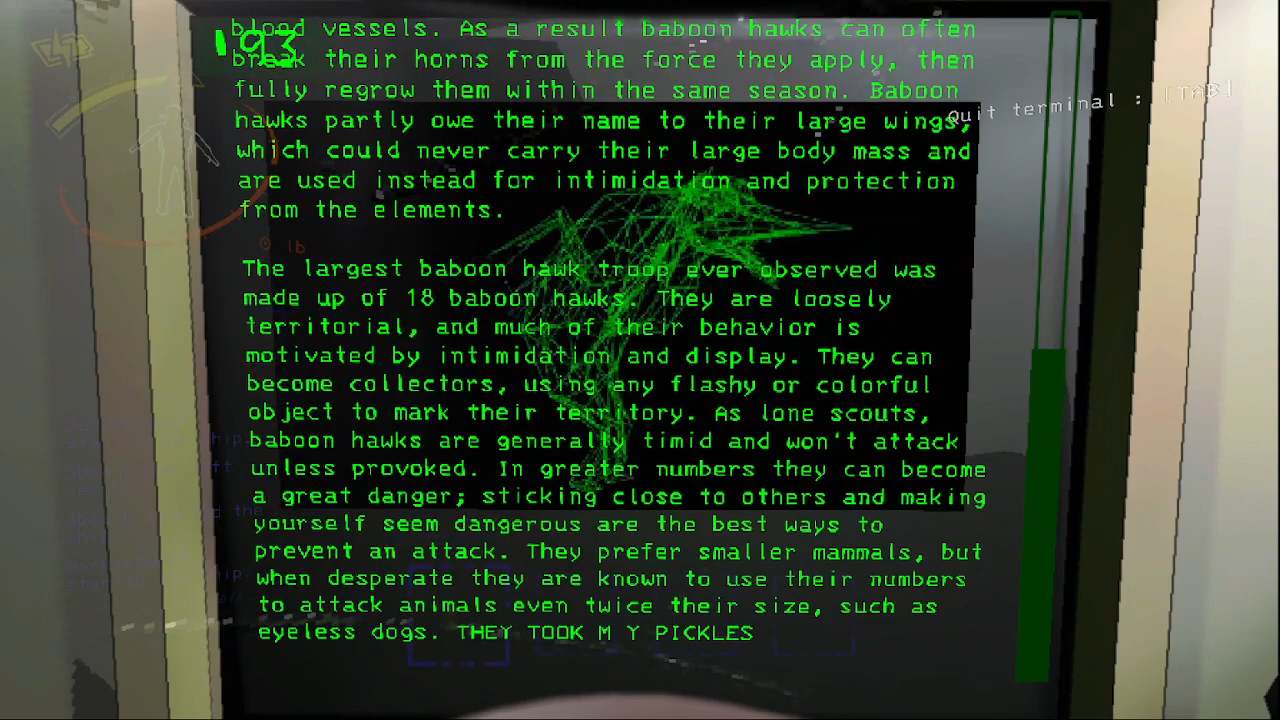 blood vessels. As a result baboon hawks can often
193
break their horns from the force they apply, then
fully regrow them within the same season. Baboon
Quit terminal : [TAB]
hawks partly owe their name to their large wings,
which could never carry their large body mass and
are used instead for intimidation and protection
from the elements.
0 lb
The largest baboon hawk troop ever observed was
made up of 18 baboon hawks. They are loosely
territorial, and much of their behavior is
motivated by intimidation and display. They can
become collectors, using any flashy or colorful
object to mark their territory. As lone scouts,
baboon hawks are generally timid and won't attack
unless provoked. In greater numbers they can become
a great danger; sticking close to others and making
yourself seem dangerous are the best ways to
prevent an attack. They prefer smaller mammals, but
when desperate they are known to use their numbers
to attack animals even twice their size, such as
eyeless dogs. THEY TOOK M Y PICKLES